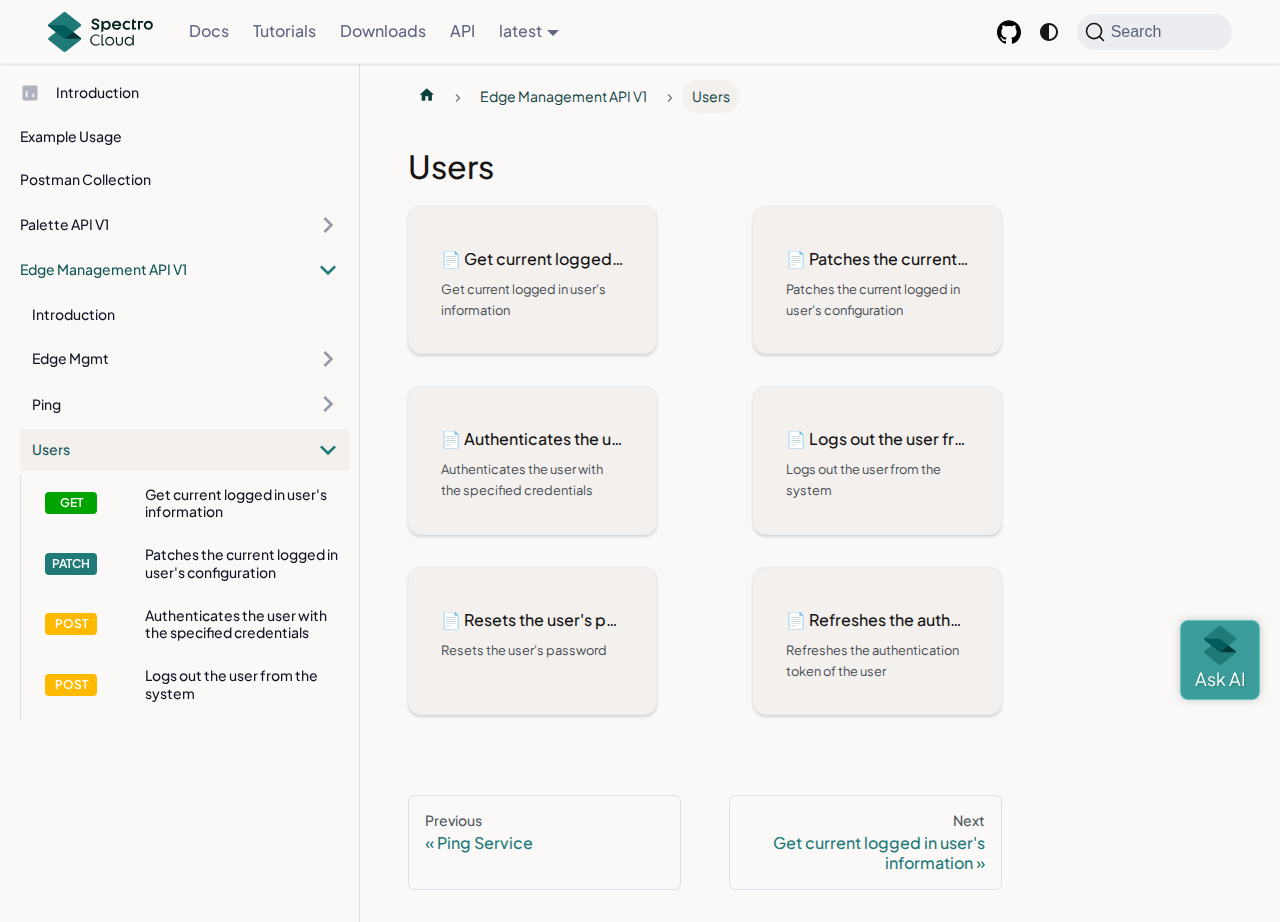 Spectro
Cloud
Docs
Tutorials
Downloads
API
latest
Search
Introduction
Example Usage
Postman Collection
Palette API V1
Edge Management API V1
Introduction
Edge Mgmt
Ping
Users
GET
Get current logged in user's
information
PATCH
Patches the current logged in
user's configuration
POST
Authenticates the user with
the specified credentials
POST
Logs out the user from the
system
Edge Management API V1
Users
Users
Get current logged…
Get current logged in user's
information
Patches the current…
Patches the current logged in
user's configuration
Authenticates the u…
Authenticates the user with
the specified credentials
Logs out the user fr…
Logs out the user from the
system
Resets the user's p…
Resets the user's password
Refreshes the auth…
Refreshes the authentication
token of the user
Ask AI
Previous
« Ping Service
Next
Get current logged in user's
information »